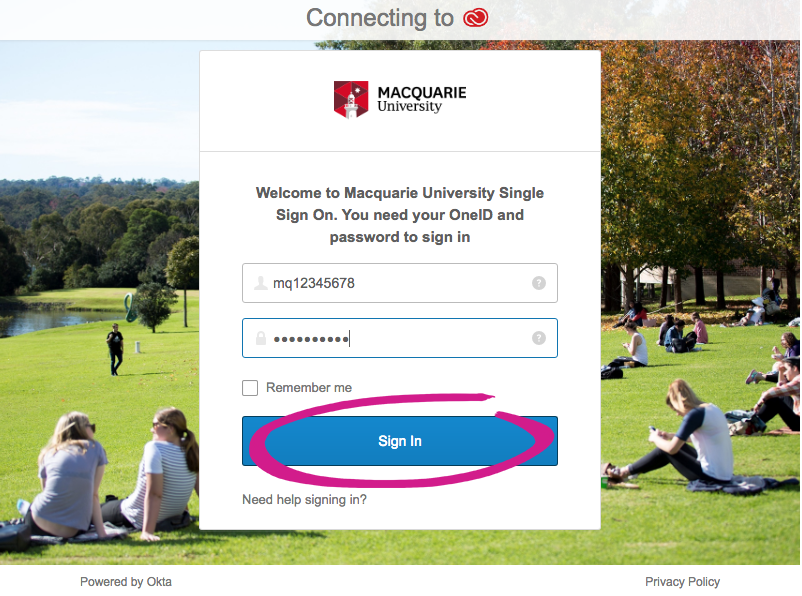 Connecting to
MACQUARIE
University
Welcome to Macquarie University Single
Sign On. You need your OneID and
password to sign in
mq12345678
?
••••••••••
?
Remember me
Sign In
Need help signing in?
Powered by Okta
Privacy Policy